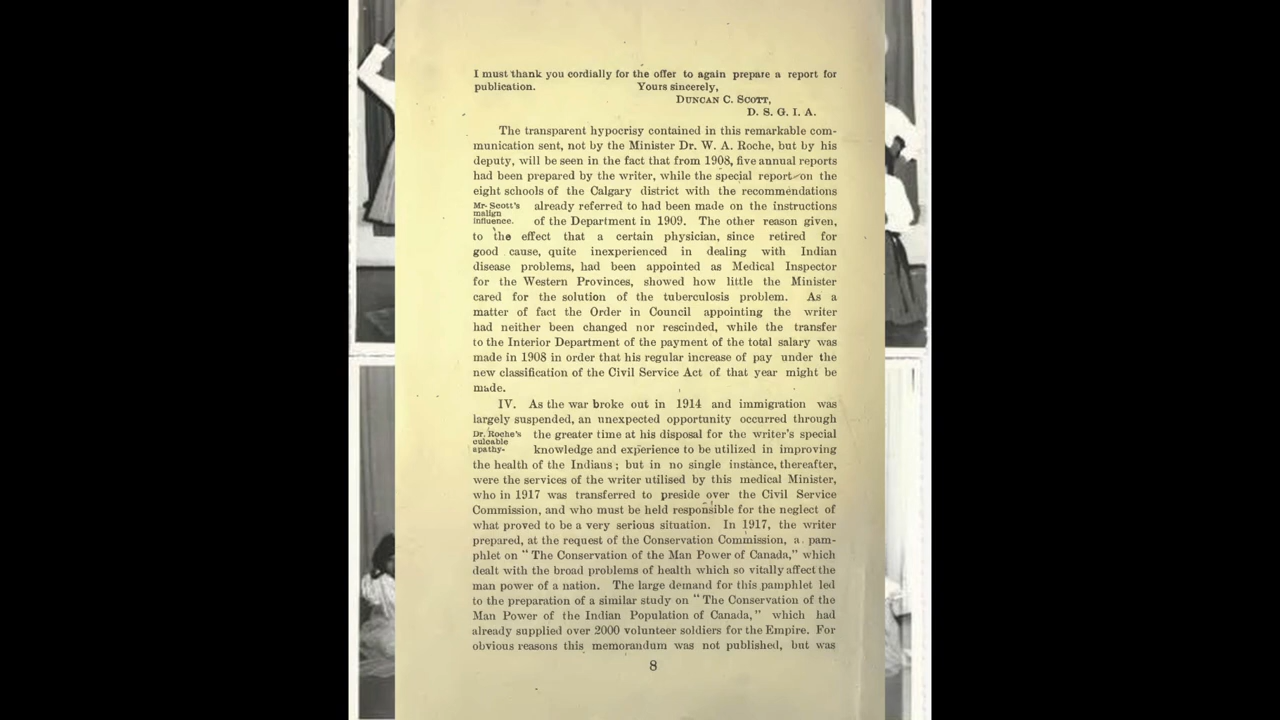 I must thank you cordially for the offer to again prepare a report for
publication. Yours sincerely,
DUNCAN C. SCOTT,
D. S. G. I. A.
The transparent hypocrisy contained in this remarkable com-
munication sent, not by the Minister Dr. W. A. Roche, but by his
deputy, will be seen in the fact that from 1908, five annual reports
had been prepared by the writer, while the special report on the
eight schools of the Calgary district with the recommendations
Mr. Scott's
malign
influence.
already referred to had been made on the instructions
of the Department in 1909. The other reason given,
to the effect that a certain physician, since retired for
good cause, quite inexperienced in dealing with Indian
disease problems, had been appointed as Medical Inspector
for the Western Provinces, showed how little the Minister
cared for the solution of the tuberculosis problem. As a
matter of fact the Order in Council appointing the writer
had neither been changed nor rescinded, while the transfer
to the Interior Department of the payment of the total salary was
made in 1908 in order that his regular increase of pay under the
new classification of the Civil Service Act of that year might be
made.
IV. As the war broke out in 1914 and immigration was
largely suspended, an unexpected opportunity occurred through
Dr. Roche's
culpable
apathy.
the greater time at his disposal for the writer's special
knowledge and experience to be utilized in improving
the health of the Indians; but in no single instance, thereafter,
were the services of the writer utilised by this medical Minister,
who in 1917 was transferred to preside over the Civil Service
Commission, and who must be held responsible for the neglect of
what proved to be a very serious situation. In 1917, the writer
prepared, at the request of the Conservation Commission, a pam-
phlet on "The Conservation of the Man Power of Canada," which
dealt with the broad problems of health which so vitally affect the
man power of a nation. The large demand for this pamphlet led
to the preparation of a similar study on "The Conservation of the
Man Power of the Indian Population of Canada," which had
already supplied over 2000 volunteer soldiers for the Empire. For
obvious reasons this memorandum was not published, but was
8